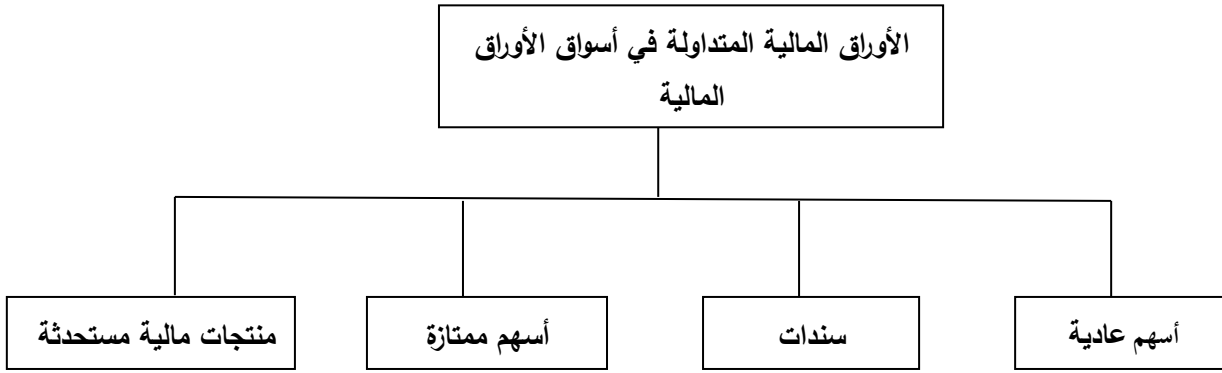 الأوراق المالية المتداولة في أسواق الأوراق
المالية
أسهم عادية
سندات
أسهم ممتازة
منتجات مالية مستحدثة